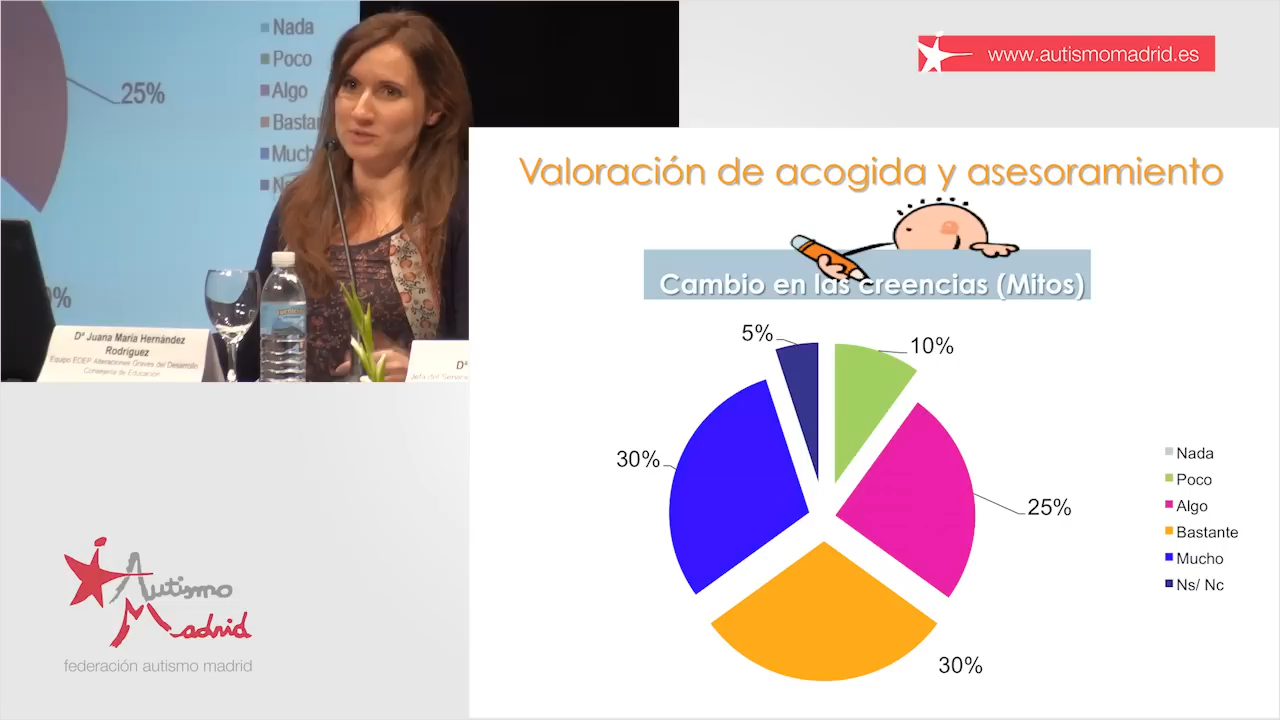 Nada
Poco
Algo
25%
www.autismomadrid.es
Valoración de acogida y asesoramiento
Cambio en las creencias (Mitos)
Dª Juana María Hernández
Rodríguez
Equipo EOEP Alteraciones Graves del Desarrollo
Consejería de Educación
Dª
5%
10%
30%
25%
30%
Nada
Poco
Algo
Bastante
Mucho
Ns/ Nc
Autismo
Madrid
federación autismo madrid